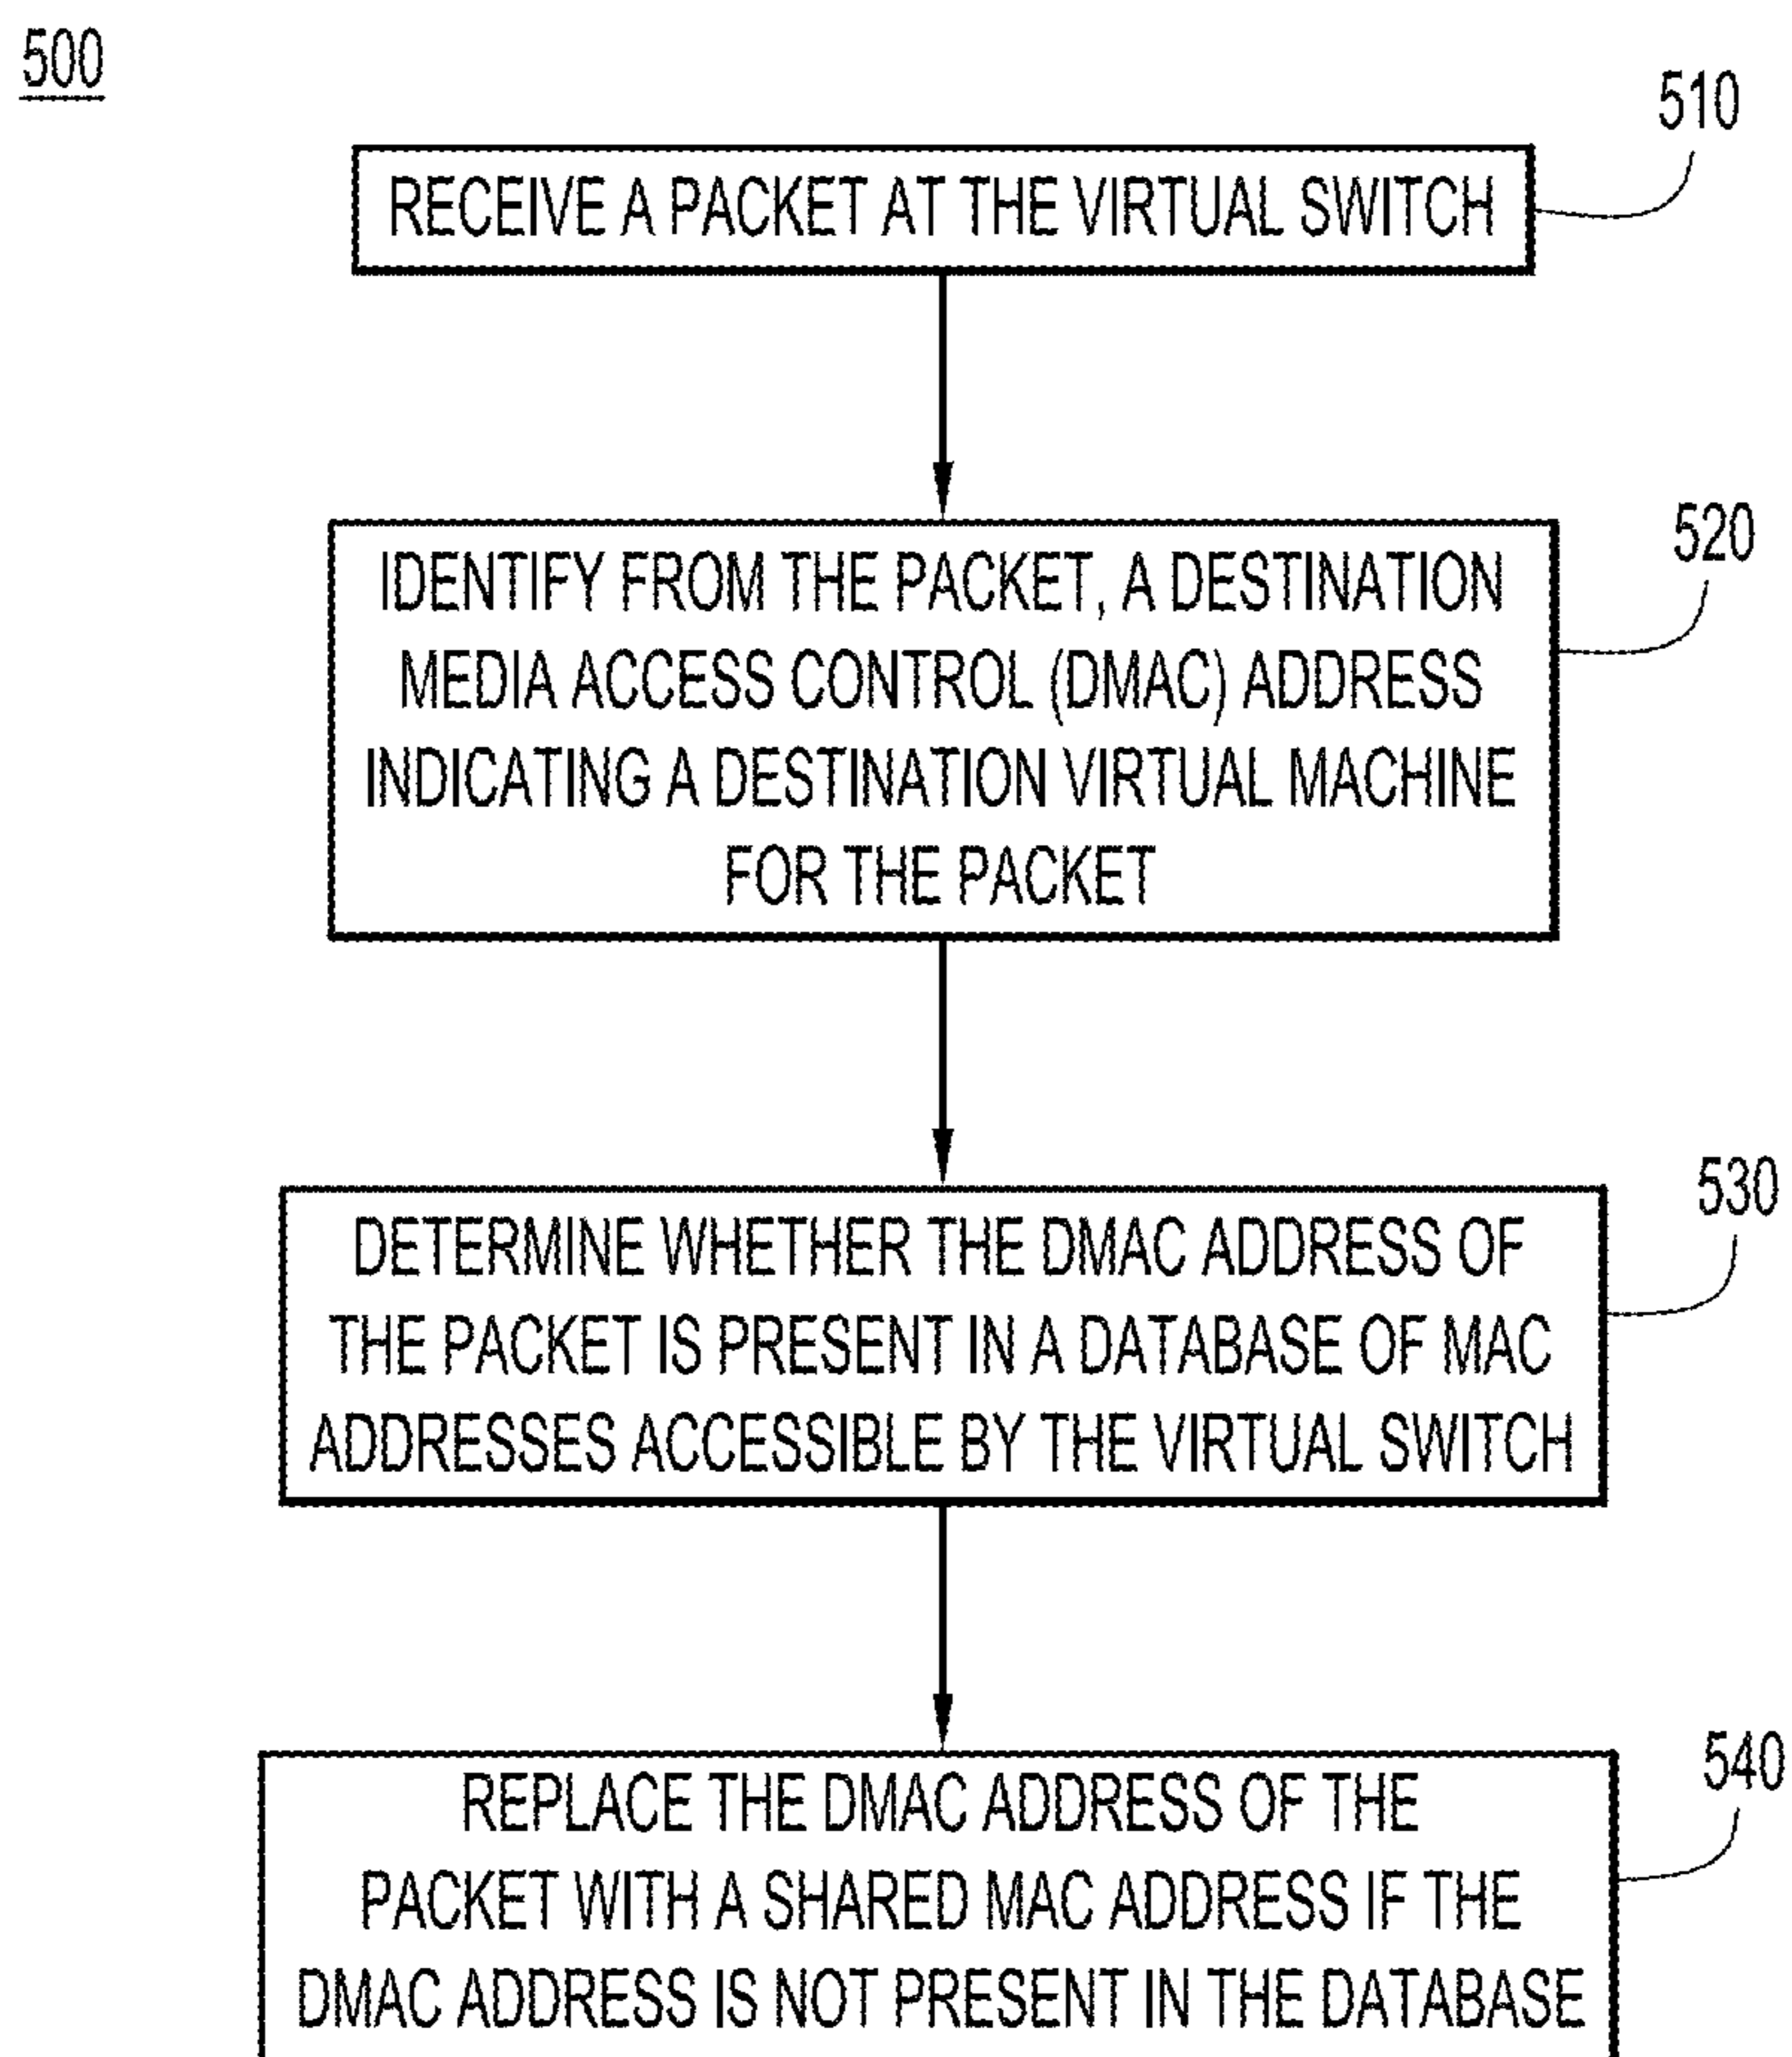 500
510
RECEIVE A PACKET AT THE VIRTUAL SWITCH
520
IDENTIFY FROM THE PACKET, A DESTINATION
MEDIA ACCESS CONTROL (DMAC) ADDRESS
INDICATING A DESTINATION VIRTUAL MACHINE
FOR THE PACKET
530
DETERMINE WHETHER THE DMAC ADDRESS OF
THE PACKET IS PRESENT IN A DATABASE OF MAC
ADDRESSES ACCESSIBLE BY THE VIRTUAL SWITCH
540
REPLACE THE DMAC ADDRESS OF THE
PACKET WITH A SHARED MAC ADDRESS IF THE
DMAC ADDRESS IS NOT PRESENT IN THE DATABASE